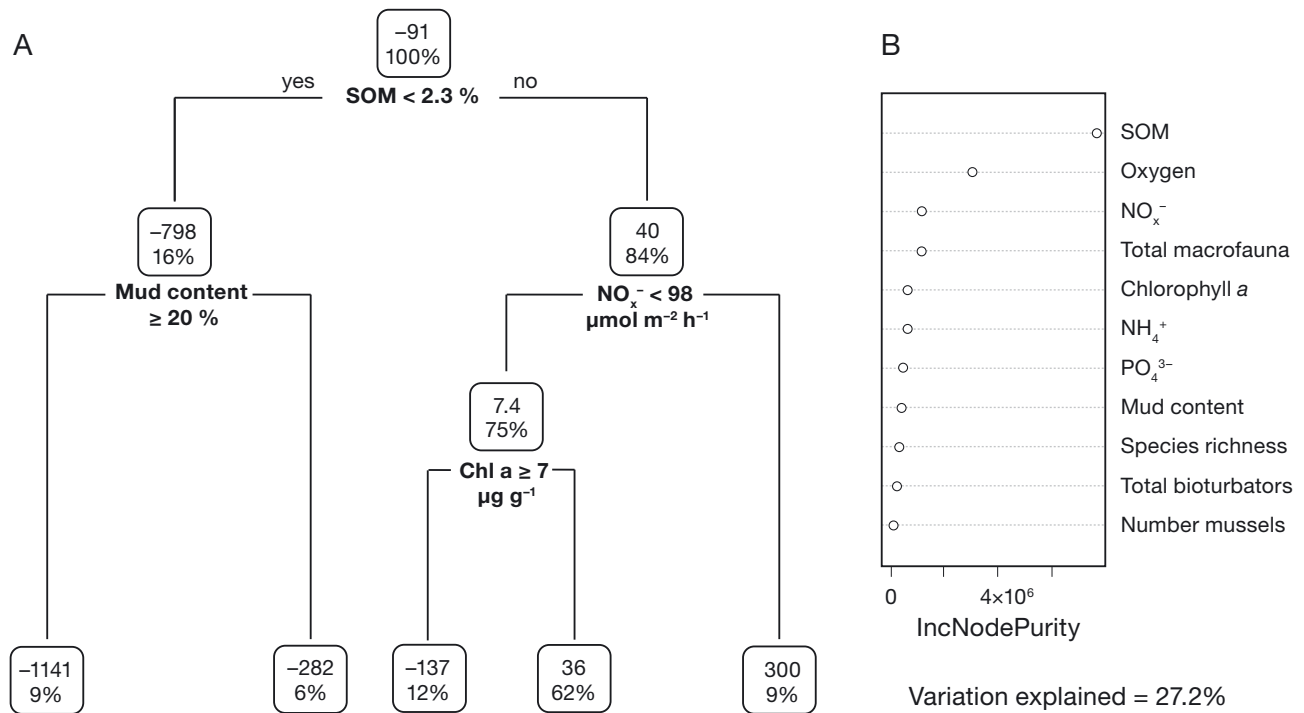 A
–91
100%
yes
no
SOM < 2.3 %
–798
16%
Mud content
≥ 20 %
40
84%
NOₓ⁻ < 98
µmol m⁻² h⁻¹
7.4
75%
Chl a ≥ 7
µg g⁻¹
–1141
9%
–282
6%
–137
12%
36
62%
300
9%
B
SOM
Oxygen
NOₓ⁻
Total macrofauna
Chlorophyll a
NH₄⁺
PO₄³⁻
Mud content
Species richness
Total bioturbators
Number mussels
0
4×10⁶
IncNodePurity
Variation explained = 27.2%